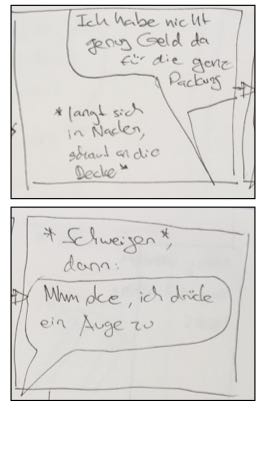 Ich habe nicht
genug Geld da
für die ganze
Packung
*langt sich
in Nacken,
schaut an die
Decke*
*Schweigen*,
dann:
Mhm, ich drücke
ein Auge zu